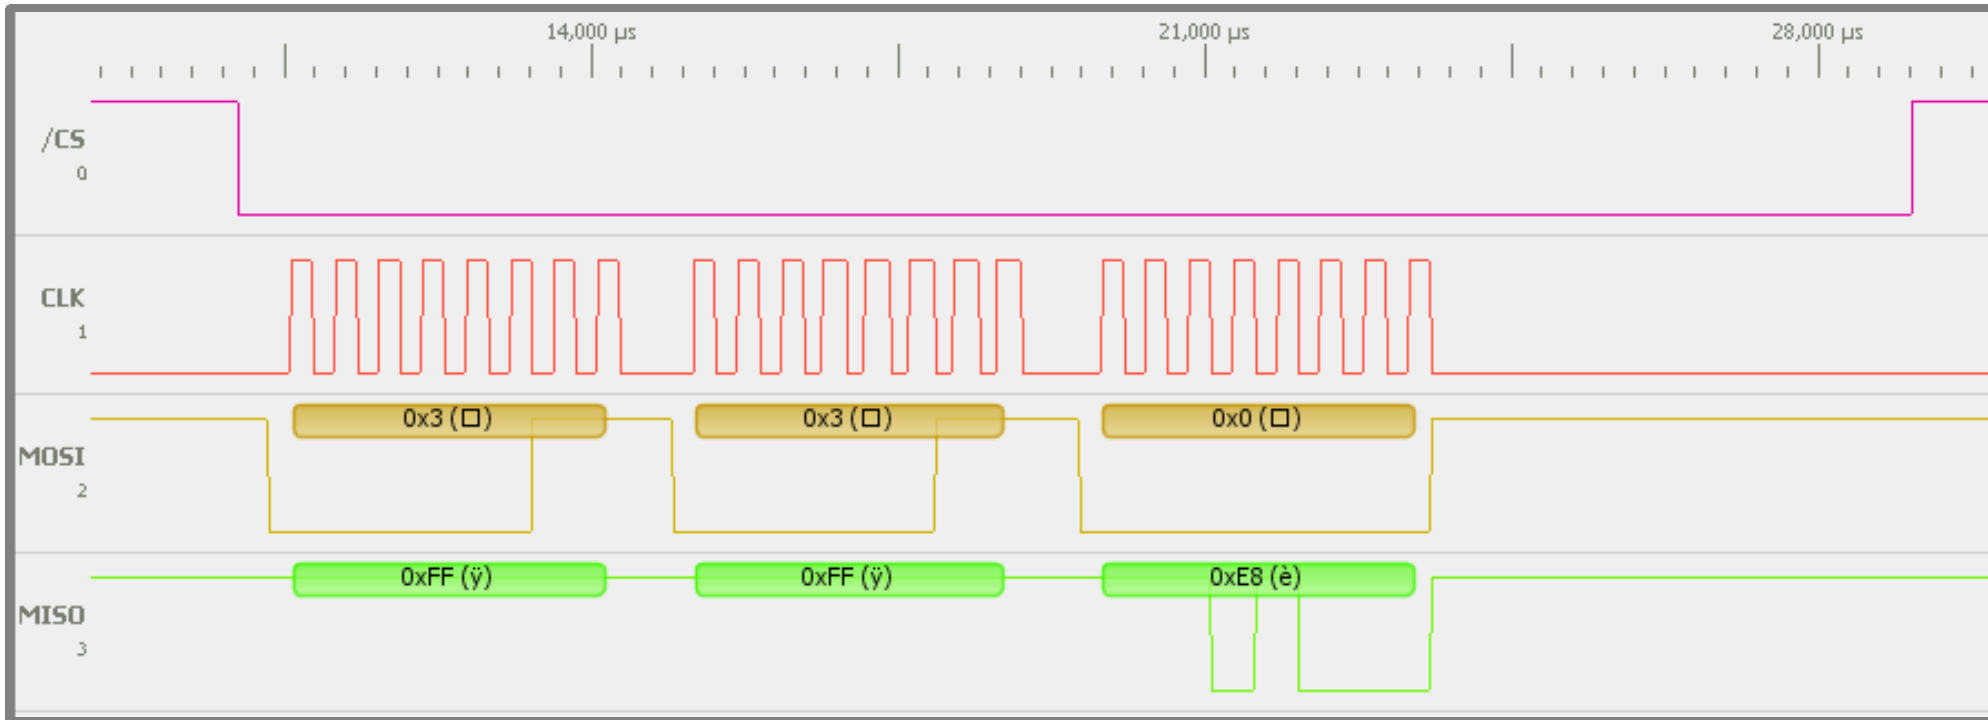 14,000 µs 21,000 µs 28,000 µs
/CS
0
CLK
1
0x3 (□) 0x3 (□) 0x0 (□)
MOSI
2
0xFF (ÿ) 0xFF (ÿ) 0xE8 (è)
MISO
3